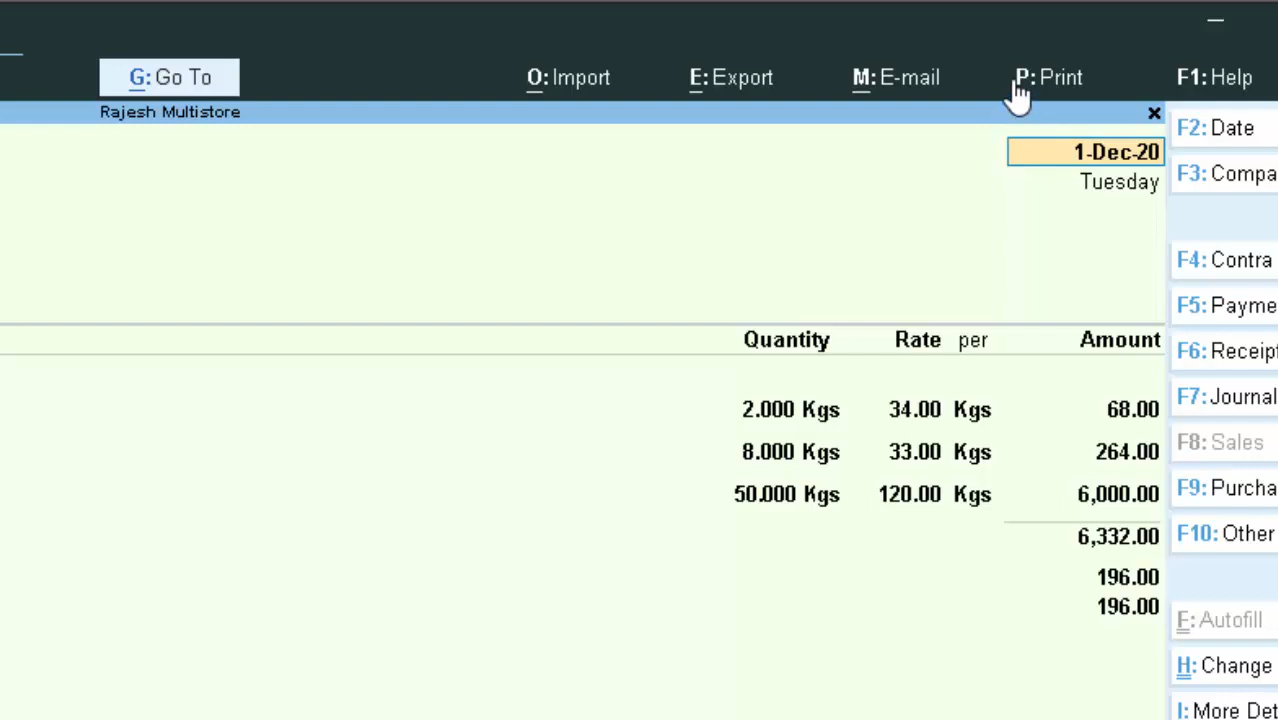 G: Go To O: Import E: Export M: E-mail P: Print F1: Help
Rajesh Multistore
1-Dec-20
Tuesday
Quantity Rate per Amount
2.000 Kgs 34.00 Kgs 68.00
8.000 Kgs 33.00 Kgs 264.00
50.000 Kgs 120.00 Kgs 6,000.00
6,332.00
196.00
196.00
F2: Date
F3: Compa
F4: Contra
F5: Payme
F6: Receipt
F7: Journal
F8: Sales
F9: Purcha
F10: Other
F: Autofill
H: Change
I: More Det